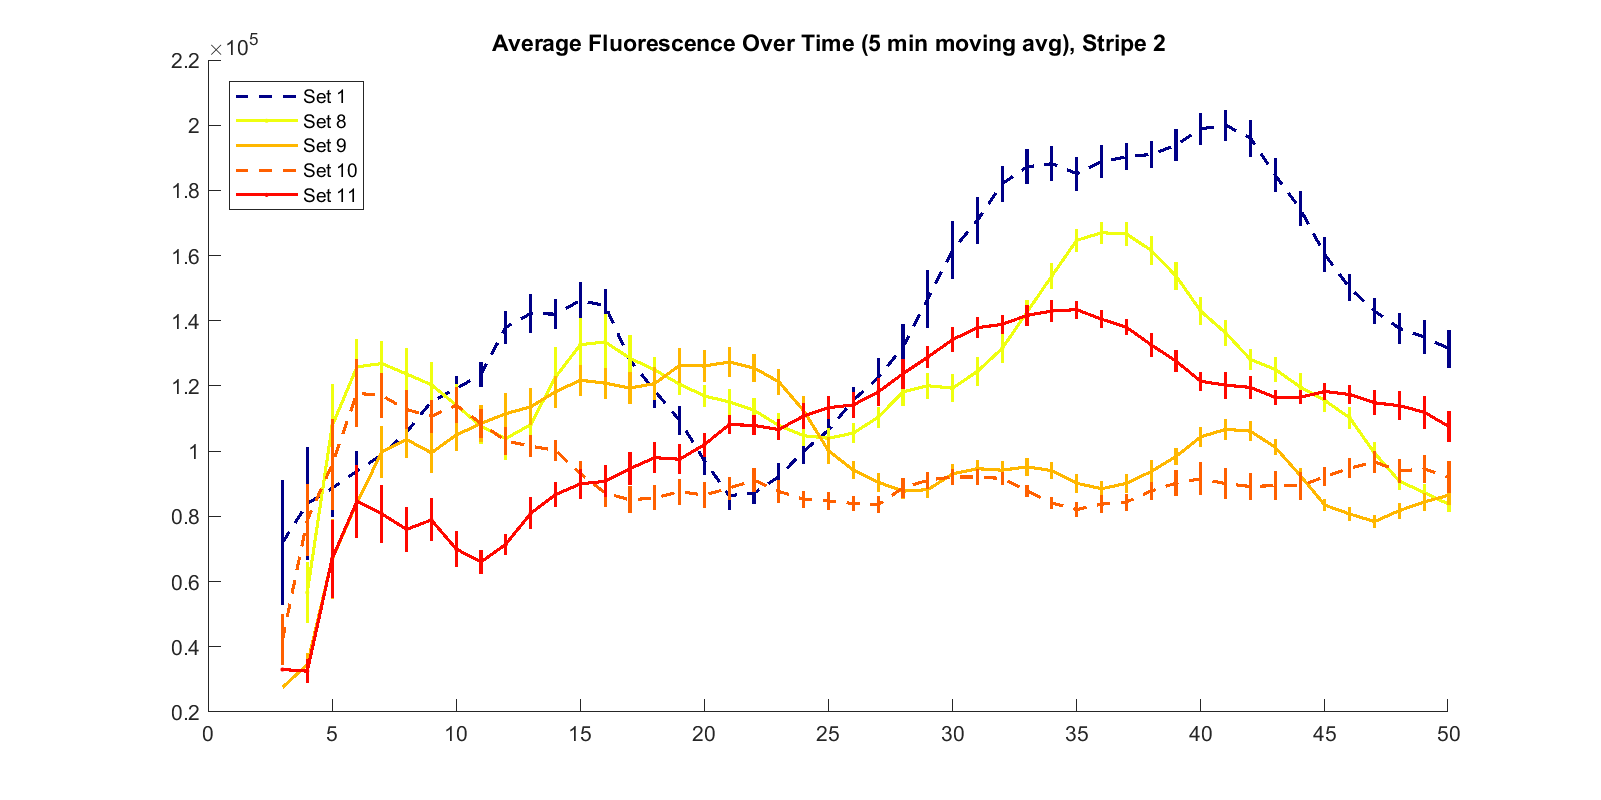 Average Fluorescence Over Time (5 min moving avg), Stripe 2
×10⁵
2.2
2
1.8
1.6
1.4
1.2
1
0.8
0.6
0.4
0.2
Set 1
Set 8
Set 9
Set 10
Set 11
0 5 10 15 20 25 30 35 40 45 50